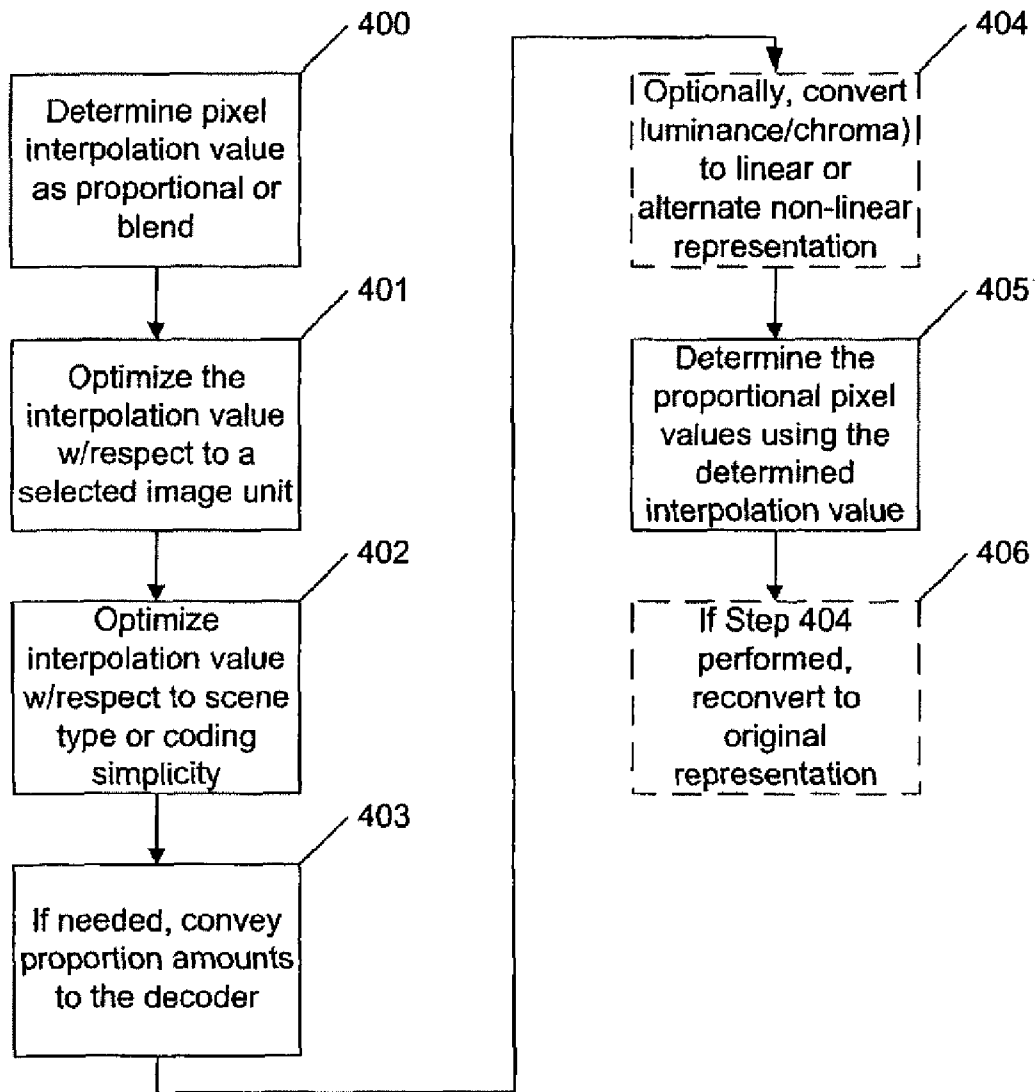 400
Determine pixel
interpolation value
as proportional or
blend
401
Optimize the
interpolation value
w/respect to a
selected image unit
402
Optimize
interpolation value
w/respect to scene
type or coding
simplicity
403
If needed, convey
proportion amounts
to the decoder
404
Optionally, convert
luminance/chroma)
to linear or
alternate non-linear
representation
405
Determine the
proportional pixel
values using the
determined
interpolation value
406
If Step 404
performed,
reconvert to
original
representation